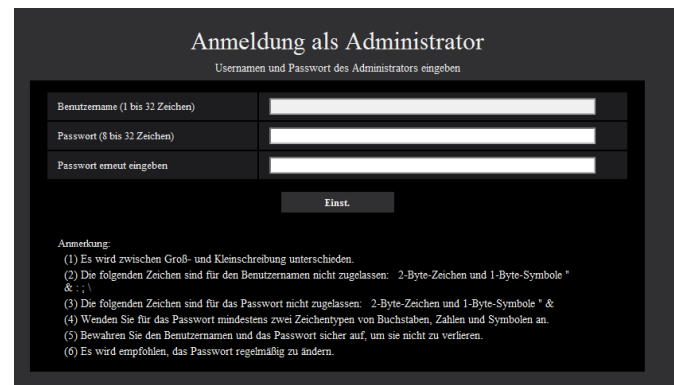 Anmeldung als Administrator
Usernamen und Passwort des Administrators eingeben
Benutzername (1 bis 32 Zeichen)
Passwort (8 bis 32 Zeichen)
Passwort erneut eingeben
Einst.
Anmerkung:
(1) Es wird zwischen Groß- und Kleinschreibung unterschieden.
(2) Die folgenden Zeichen sind für den Benutzernamen nicht zugelassen: 2-Byte-Zeichen und 1-Byte-Symbole "
& : ; \
(3) Die folgenden Zeichen sind für das Passwort nicht zugelassen: 2-Byte-Zeichen und 1-Byte-Symbole " &
(4) Wenden Sie für das Passwort mindestens zwei Zeichentypen von Buchstaben, Zahlen und Symbolen an.
(5) Bewahren Sie den Benutzernamen und das Passwort sicher auf, um sie nicht zu verlieren.
(6) Es wird empfohlen, das Passwort regelmäßig zu ändern.